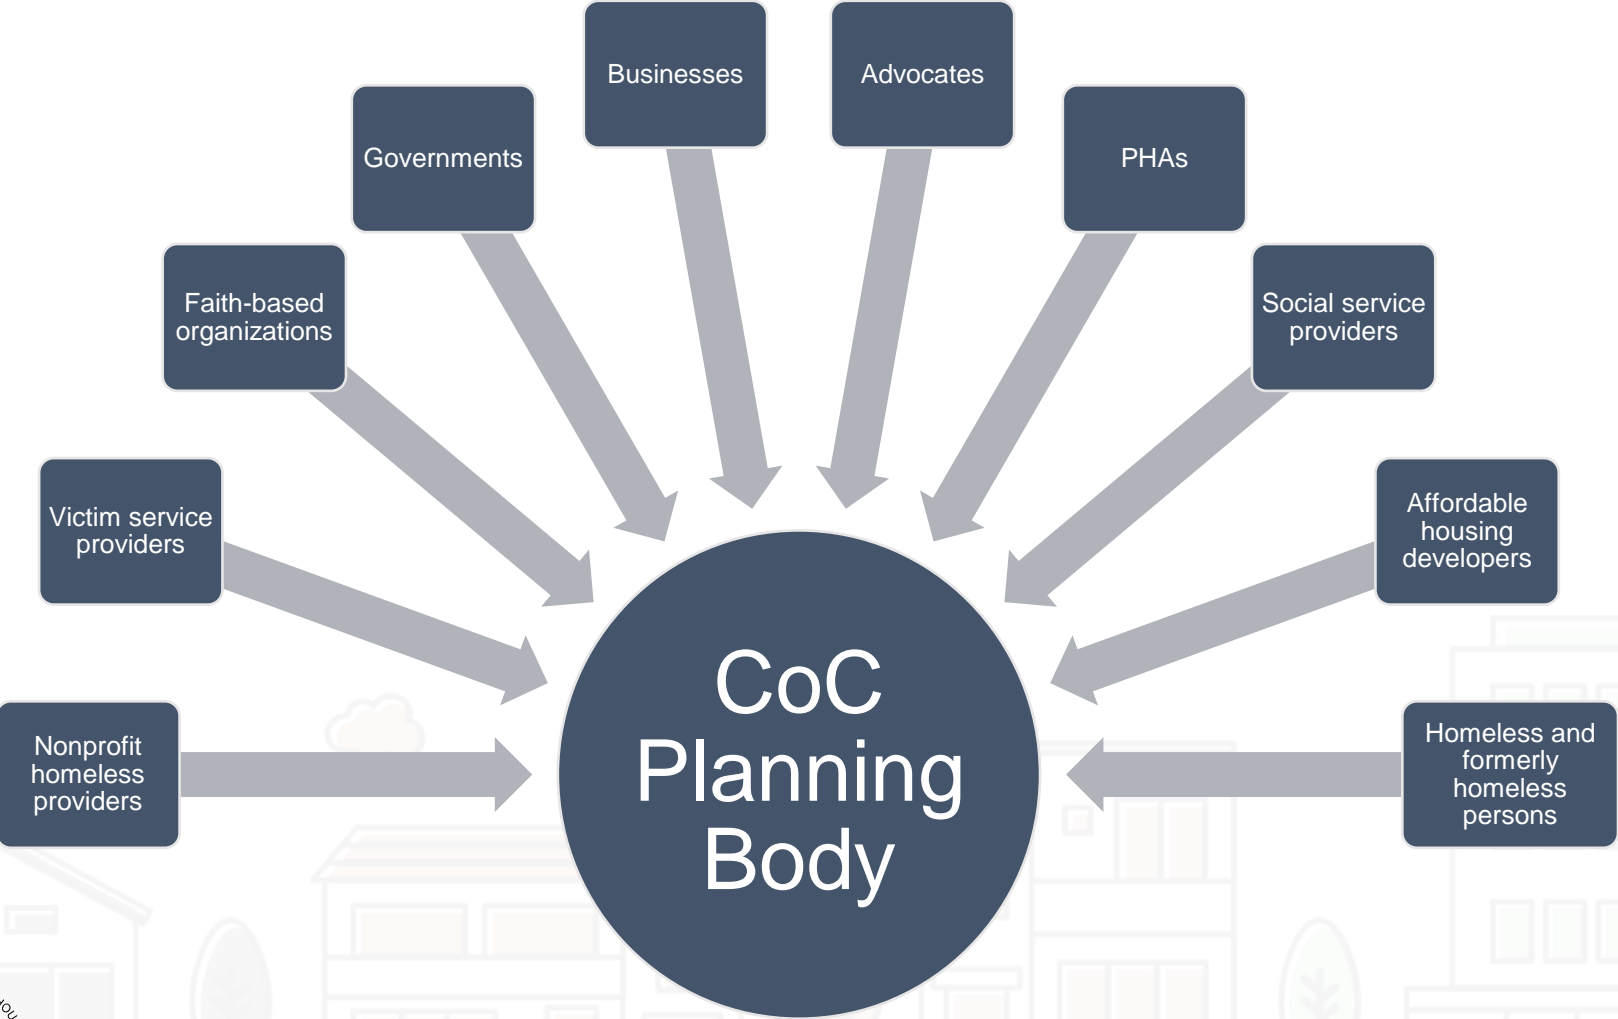 Businesses
Advocates
Governments
PHAs
Faith-based
organizations
Social service
providers
Victim service
providers
Affordable
housing
developers
Nonprofit
homeless
providers
Homeless and
formerly
homeless
persons
CoC
Planning
Body